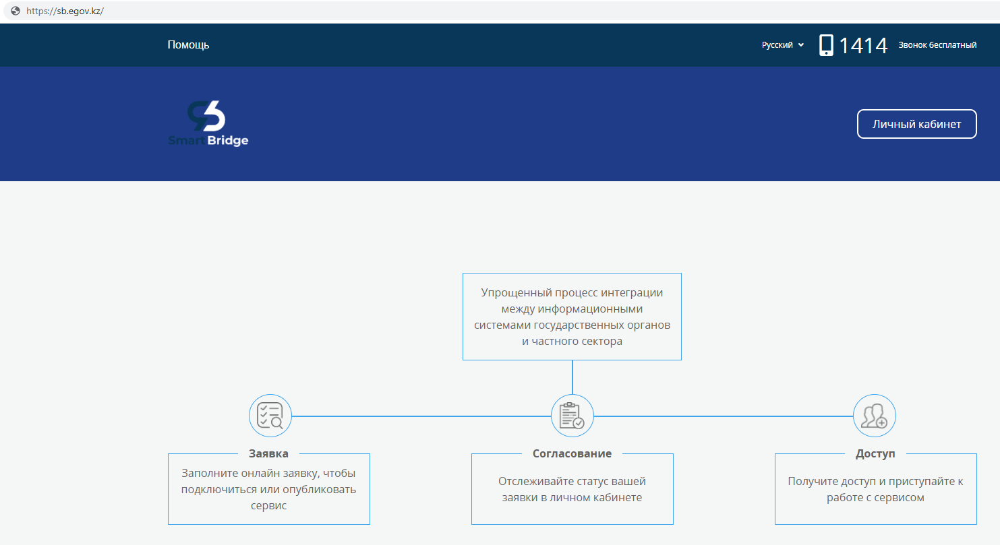 https://sb.egov.kz/
Помощь
Русский
1414
Звонок бесплатный
Smart Bridge
Личный кабинет
Упрощенный процесс интеграции
между информационными
системами государственных органов
и частного сектора
Заявка
Заполните онлайн заявку, чтобы
подключиться или опубликовать
сервис
Согласование
Отслеживайте статус вашей
заявки в личном кабинете
Доступ
Получите доступ и приступайте к
работе с сервисом